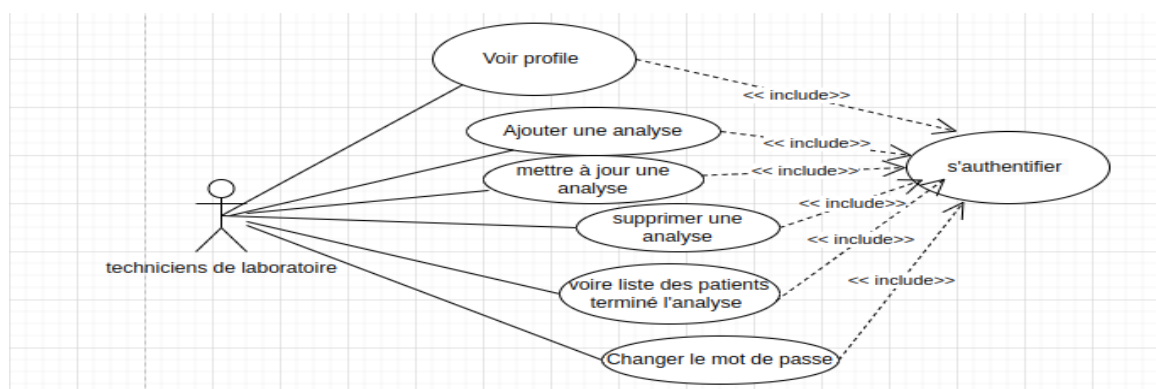 Voir profile
<< include>>
Ajouter une analyse
<< include>>
s'authentifier
mettre à jour une
analyse
<< include>>
supprimer une
analyse
<< include>>
techniciens de laboratoire
<< include>>
voire liste des patients
terminé l'analyse
<< include>>
Changer le mot de passe